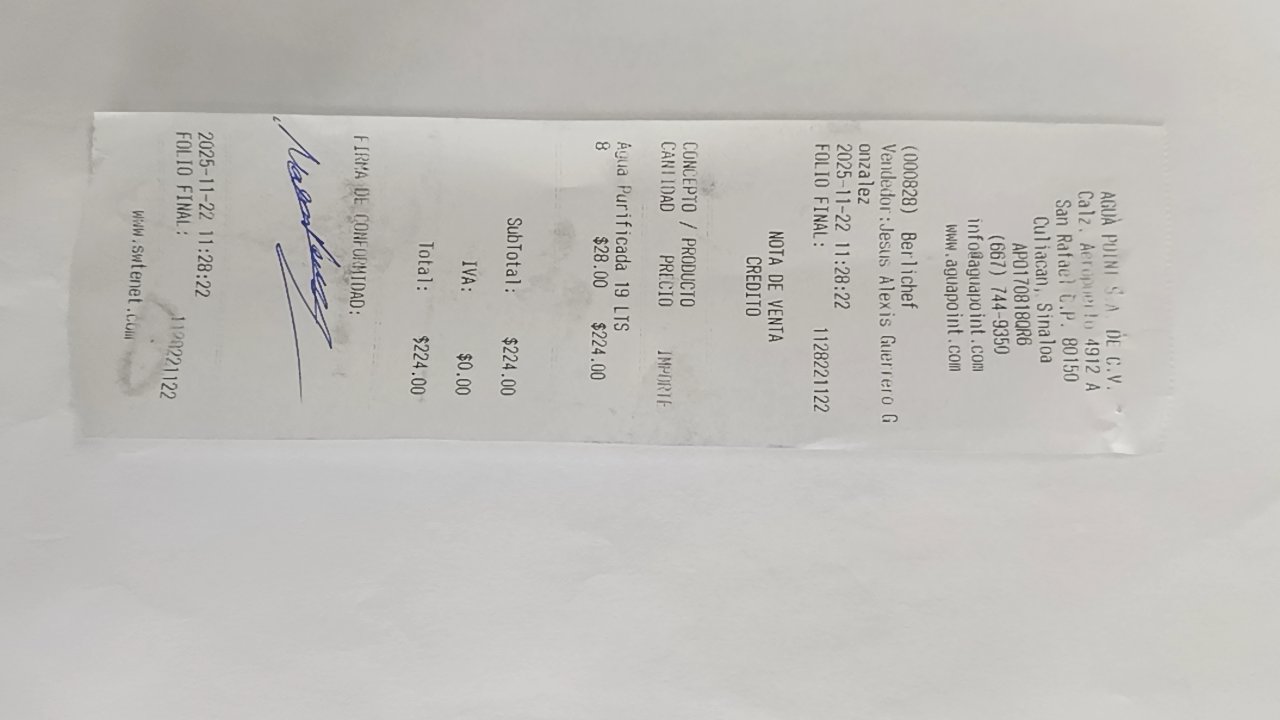 AGUA POINT S.A. DE C.V.
Calz. Aeropuerto 4912 A
San Rafael C.P. 80150
Culiacan, Sinaloa
APO170818QR6
(667) 744-9350
info@aguapoint.com
www.aguapoint.com
(000828) Berlichef
Vendedor:Jesus Alexis Guerrero G
onzalez
2025-11-22 11:28:22
FOLIO FINAL: 1128221122
NOTA DE VENTA
CREDITO
CONCEPTO / PRODUCTO
CANTIDAD PRECIO IMPORTE
Agua Purificada 19 LTS
8 $28.00 $224.00
SubTotal: $224.00
IVA: $0.00
Total: $224.00
FIRMA DE CONFORMIDAD:
2025-11-22 11:28:22
FOLIO FINAL: 1128221122
www.swtenet.com